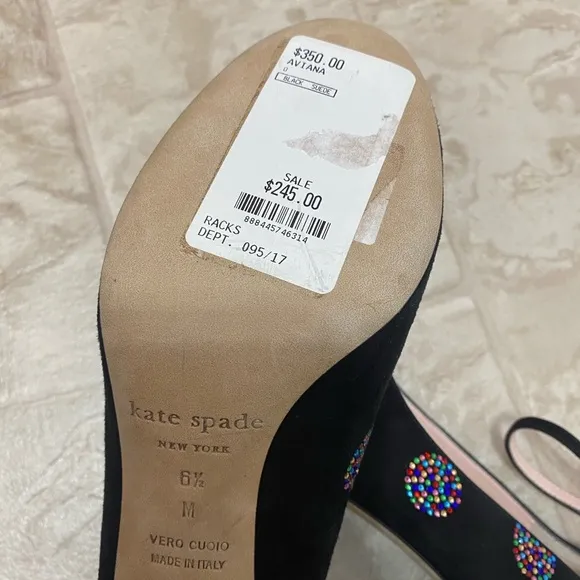 $350.00
AVIANA
U
BLACK SUEDE
SALE
$245.00
888445746314
RACKS
DEPT. 095/17
kate spade
NEW YORK
6½
M
VERO CUOIO
MADE IN ITALY